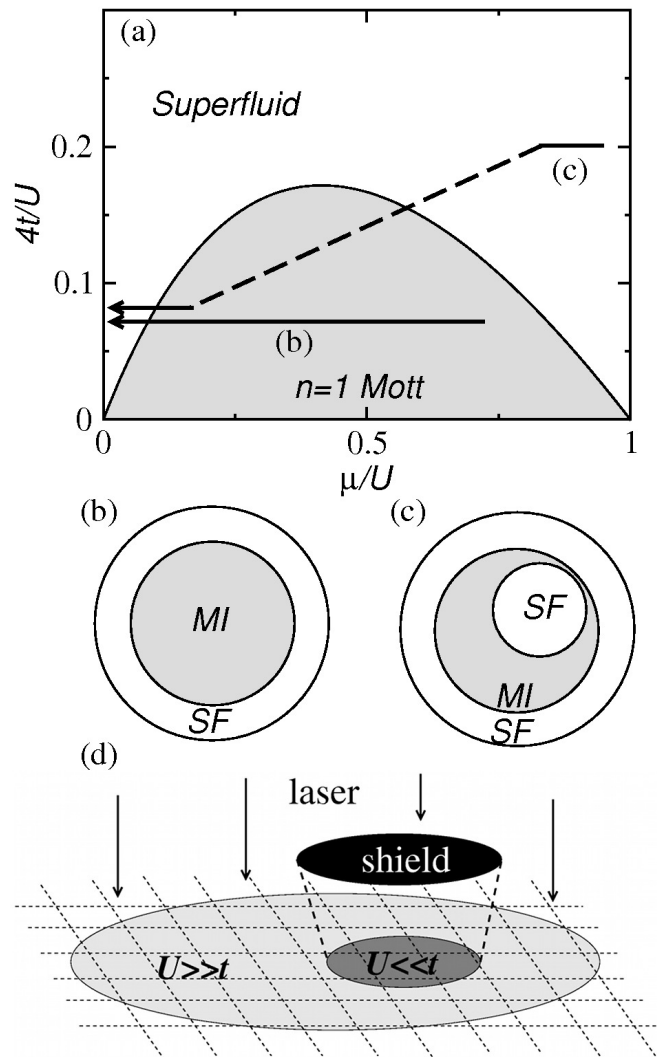 (a)
Superfluid
0.2
(c)
4t/U
0.1
(b)
n=1 Mott
0
0
0.5
1
μ/U
(b)
(c)
MI
SF
SF
MI
SF
(d)
laser
shield
U>>t
U<<t